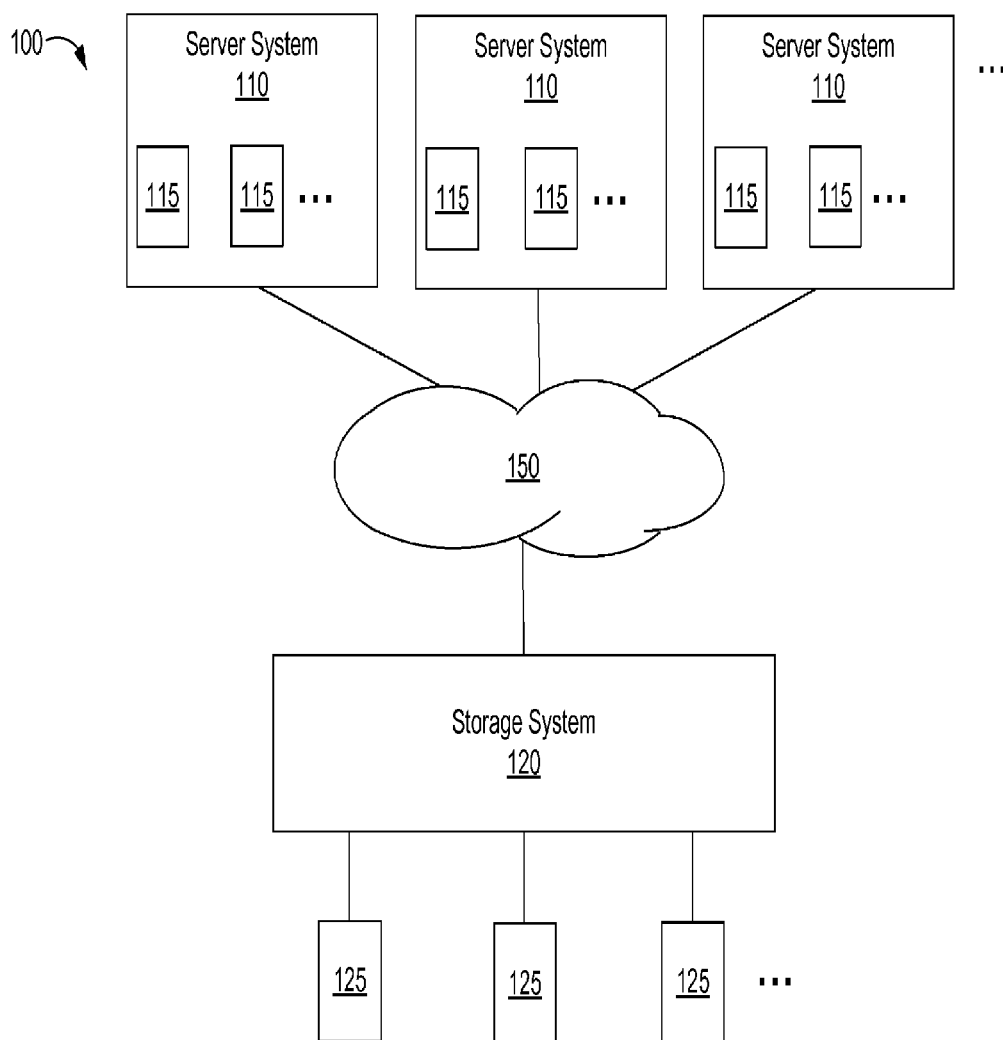 100
Server System
110
115 115 ...
Server System
110
115 115 ...
Server System
110
115 115 ...
...
150
Storage System
120
125 125 125 ...